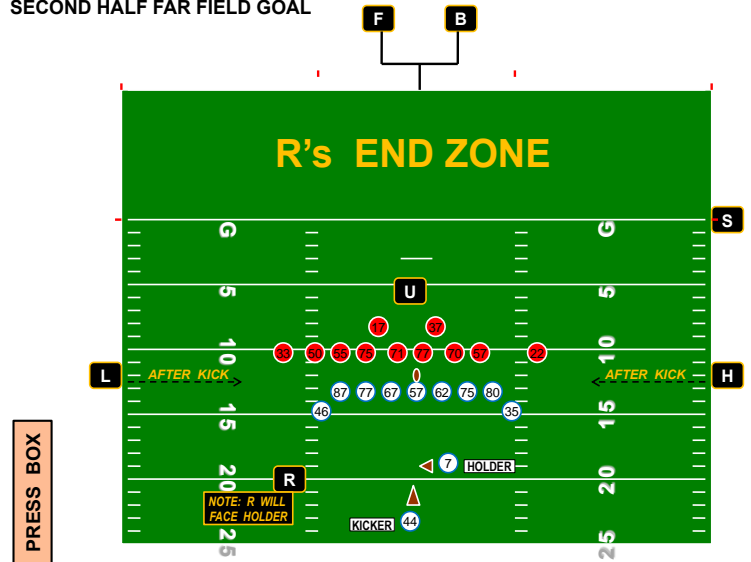 SECOND HALF FAR FIELD GOAL
F B
R's END ZONE
S
G G
U
5 5
17 37
33 50 55 75 71 77 70 57 22
10 10
L AFTER KICK AFTER KICK H
87 77 67 57 62 75 80
46 35
15 15
PRESS BOX
7 HOLDER
R
20 20
NOTE: R WILL
FACE HOLDER
KICKER 44
25 25